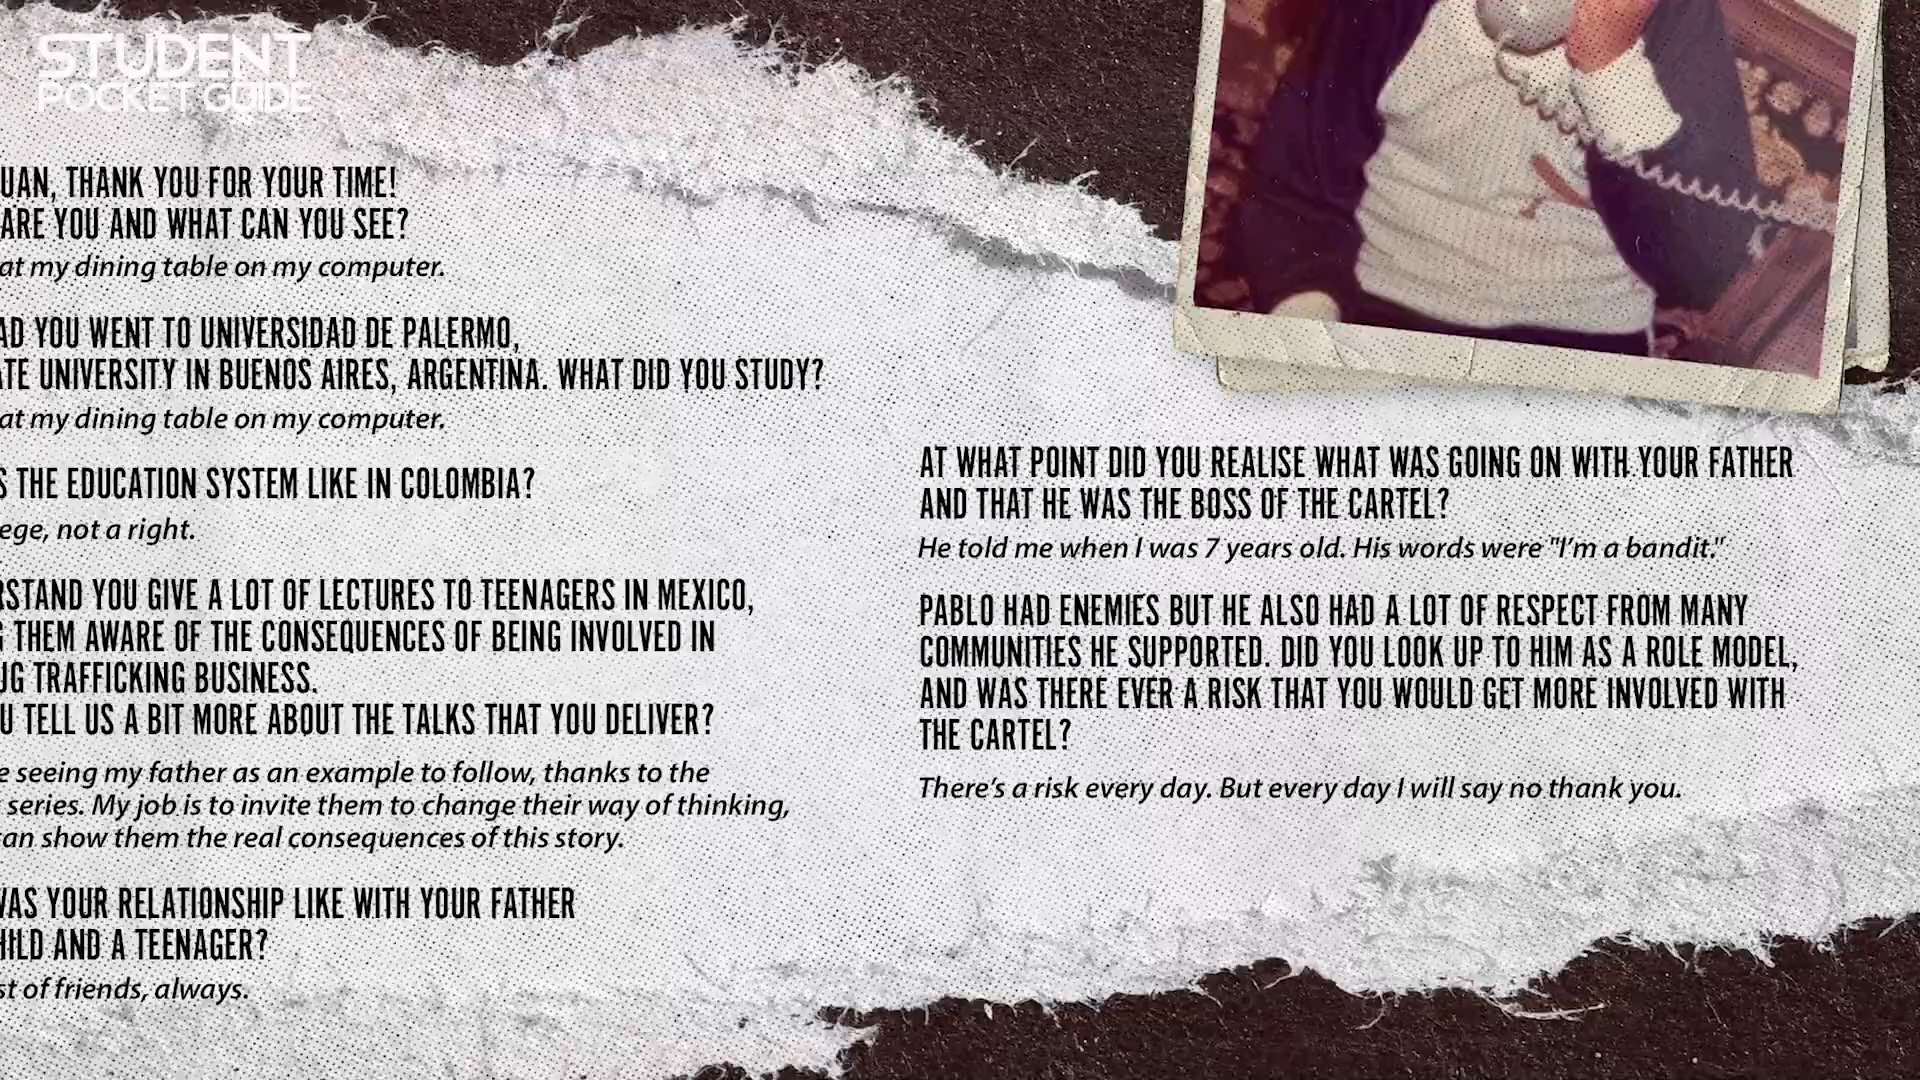 STUDENT
POCKET GUIDE
UAN, THANK YOU FOR YOUR TIME!
ARE YOU AND WHAT CAN YOU SEE?
at my dining table on my computer.
AD YOU WENT TO UNIVERSIDAD DE PALERMO,
ATE UNIVERSITY IN BUENOS AIRES, ARGENTINA. WHAT DID YOU STUDY?
at my dining table on my computer.
S THE EDUCATION SYSTEM LIKE IN COLOMBIA?
ege, not a right.
RSTAND YOU GIVE A LOT OF LECTURES TO TEENAGERS IN MEXICO,
G THEM AWARE OF THE CONSEQUENCES OF BEING INVOLVED IN
UG TRAFFICKING BUSINESS.
U TELL US A BIT MORE ABOUT THE TALKS THAT YOU DELIVER?
e seeing my father as an example to follow, thanks to the
series. My job is to invite them to change their way of thinking,
can show them the real consequences of this story.
WAS YOUR RELATIONSHIP LIKE WITH YOUR FATHER
HILD AND A TEENAGER?
st of friends, always.
AT WHAT POINT DID YOU REALISE WHAT WAS GOING ON WITH YOUR FATHER
AND THAT HE WAS THE BOSS OF THE CARTEL?
He told me when I was 7 years old. His words were "I'm a bandit."
PABLO HAD ENEMIES BUT HE ALSO HAD A LOT OF RESPECT FROM MANY
COMMUNITIES HE SUPPORTED. DID YOU LOOK UP TO HIM AS A ROLE MODEL,
AND WAS THERE EVER A RISK THAT YOU WOULD GET MORE INVOLVED WITH
THE CARTEL?
There's a risk every day. But every day I will say no thank you.